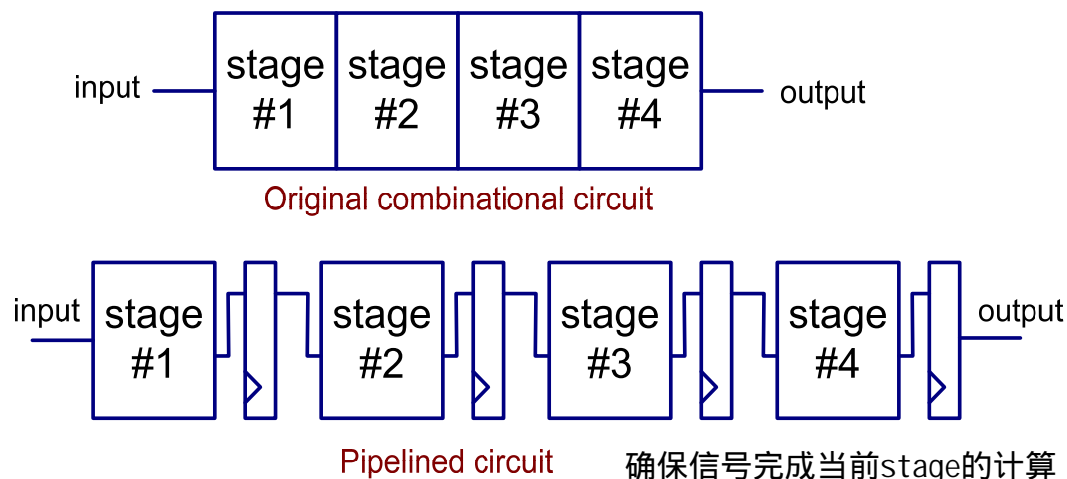 input
stage #1
stage #2
stage #3
stage #4
output
Original combinational circuit
input
stage #1
stage #2
stage #3
stage #4
output
Pipelined circuit
确保信号完成当前stage的计算